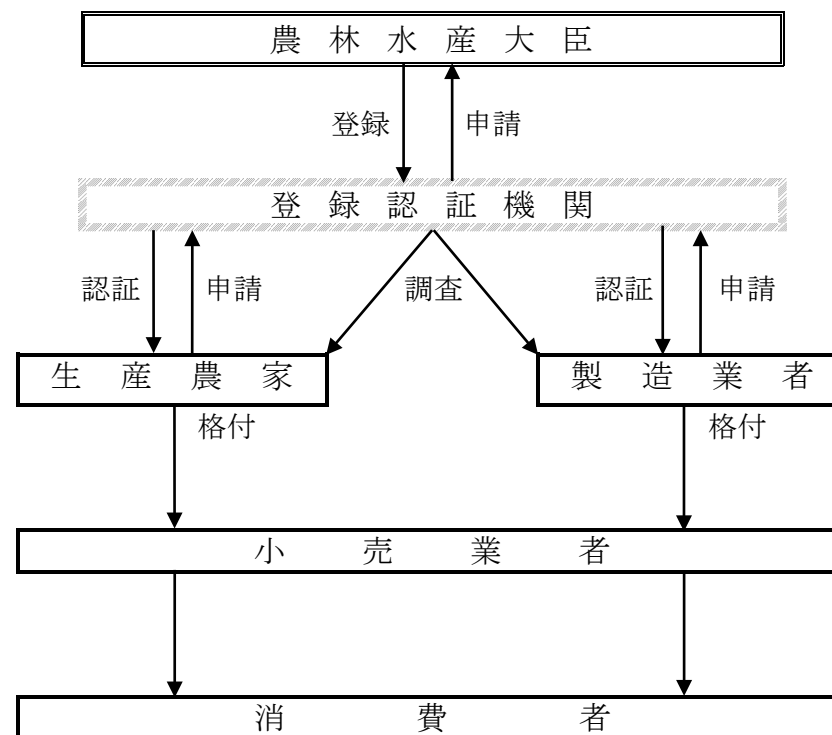 農林水産大臣
登録 申請
登録認証機関
認証 申請 調査 認証 申請
生産農家 製造業者
格付 格付
小売業者
消費者